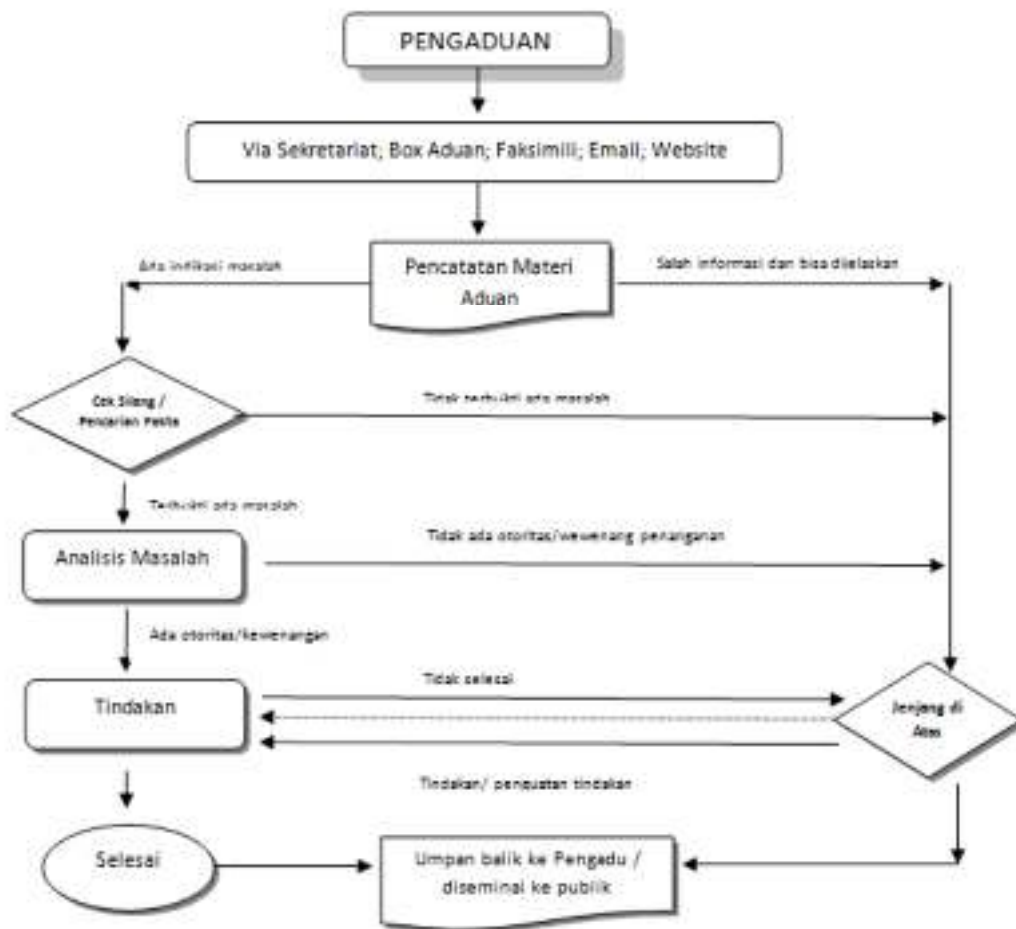 PENGADUAN
Via Sekretariat; Box Aduan; Faksimili; Email; Website
Ada indikasi masalah
Pencatatan Materi
Aduan
Salah informasi dan bisa dijelaskan
Cek Silang /
Pencarian Fakta
Tidak terbukti ada masalah
Terbukti ada masalah
Analisis Masalah
Tidak ada otoritas/wewenang penanganan
Ada otoritas/kewenangan
Tindakan
Tidak selesai
Jenjang di
Atas
Tindakan/ penguatan tindakan
Selesai
Umpan balik ke Pengadu /
diseminal ke publik